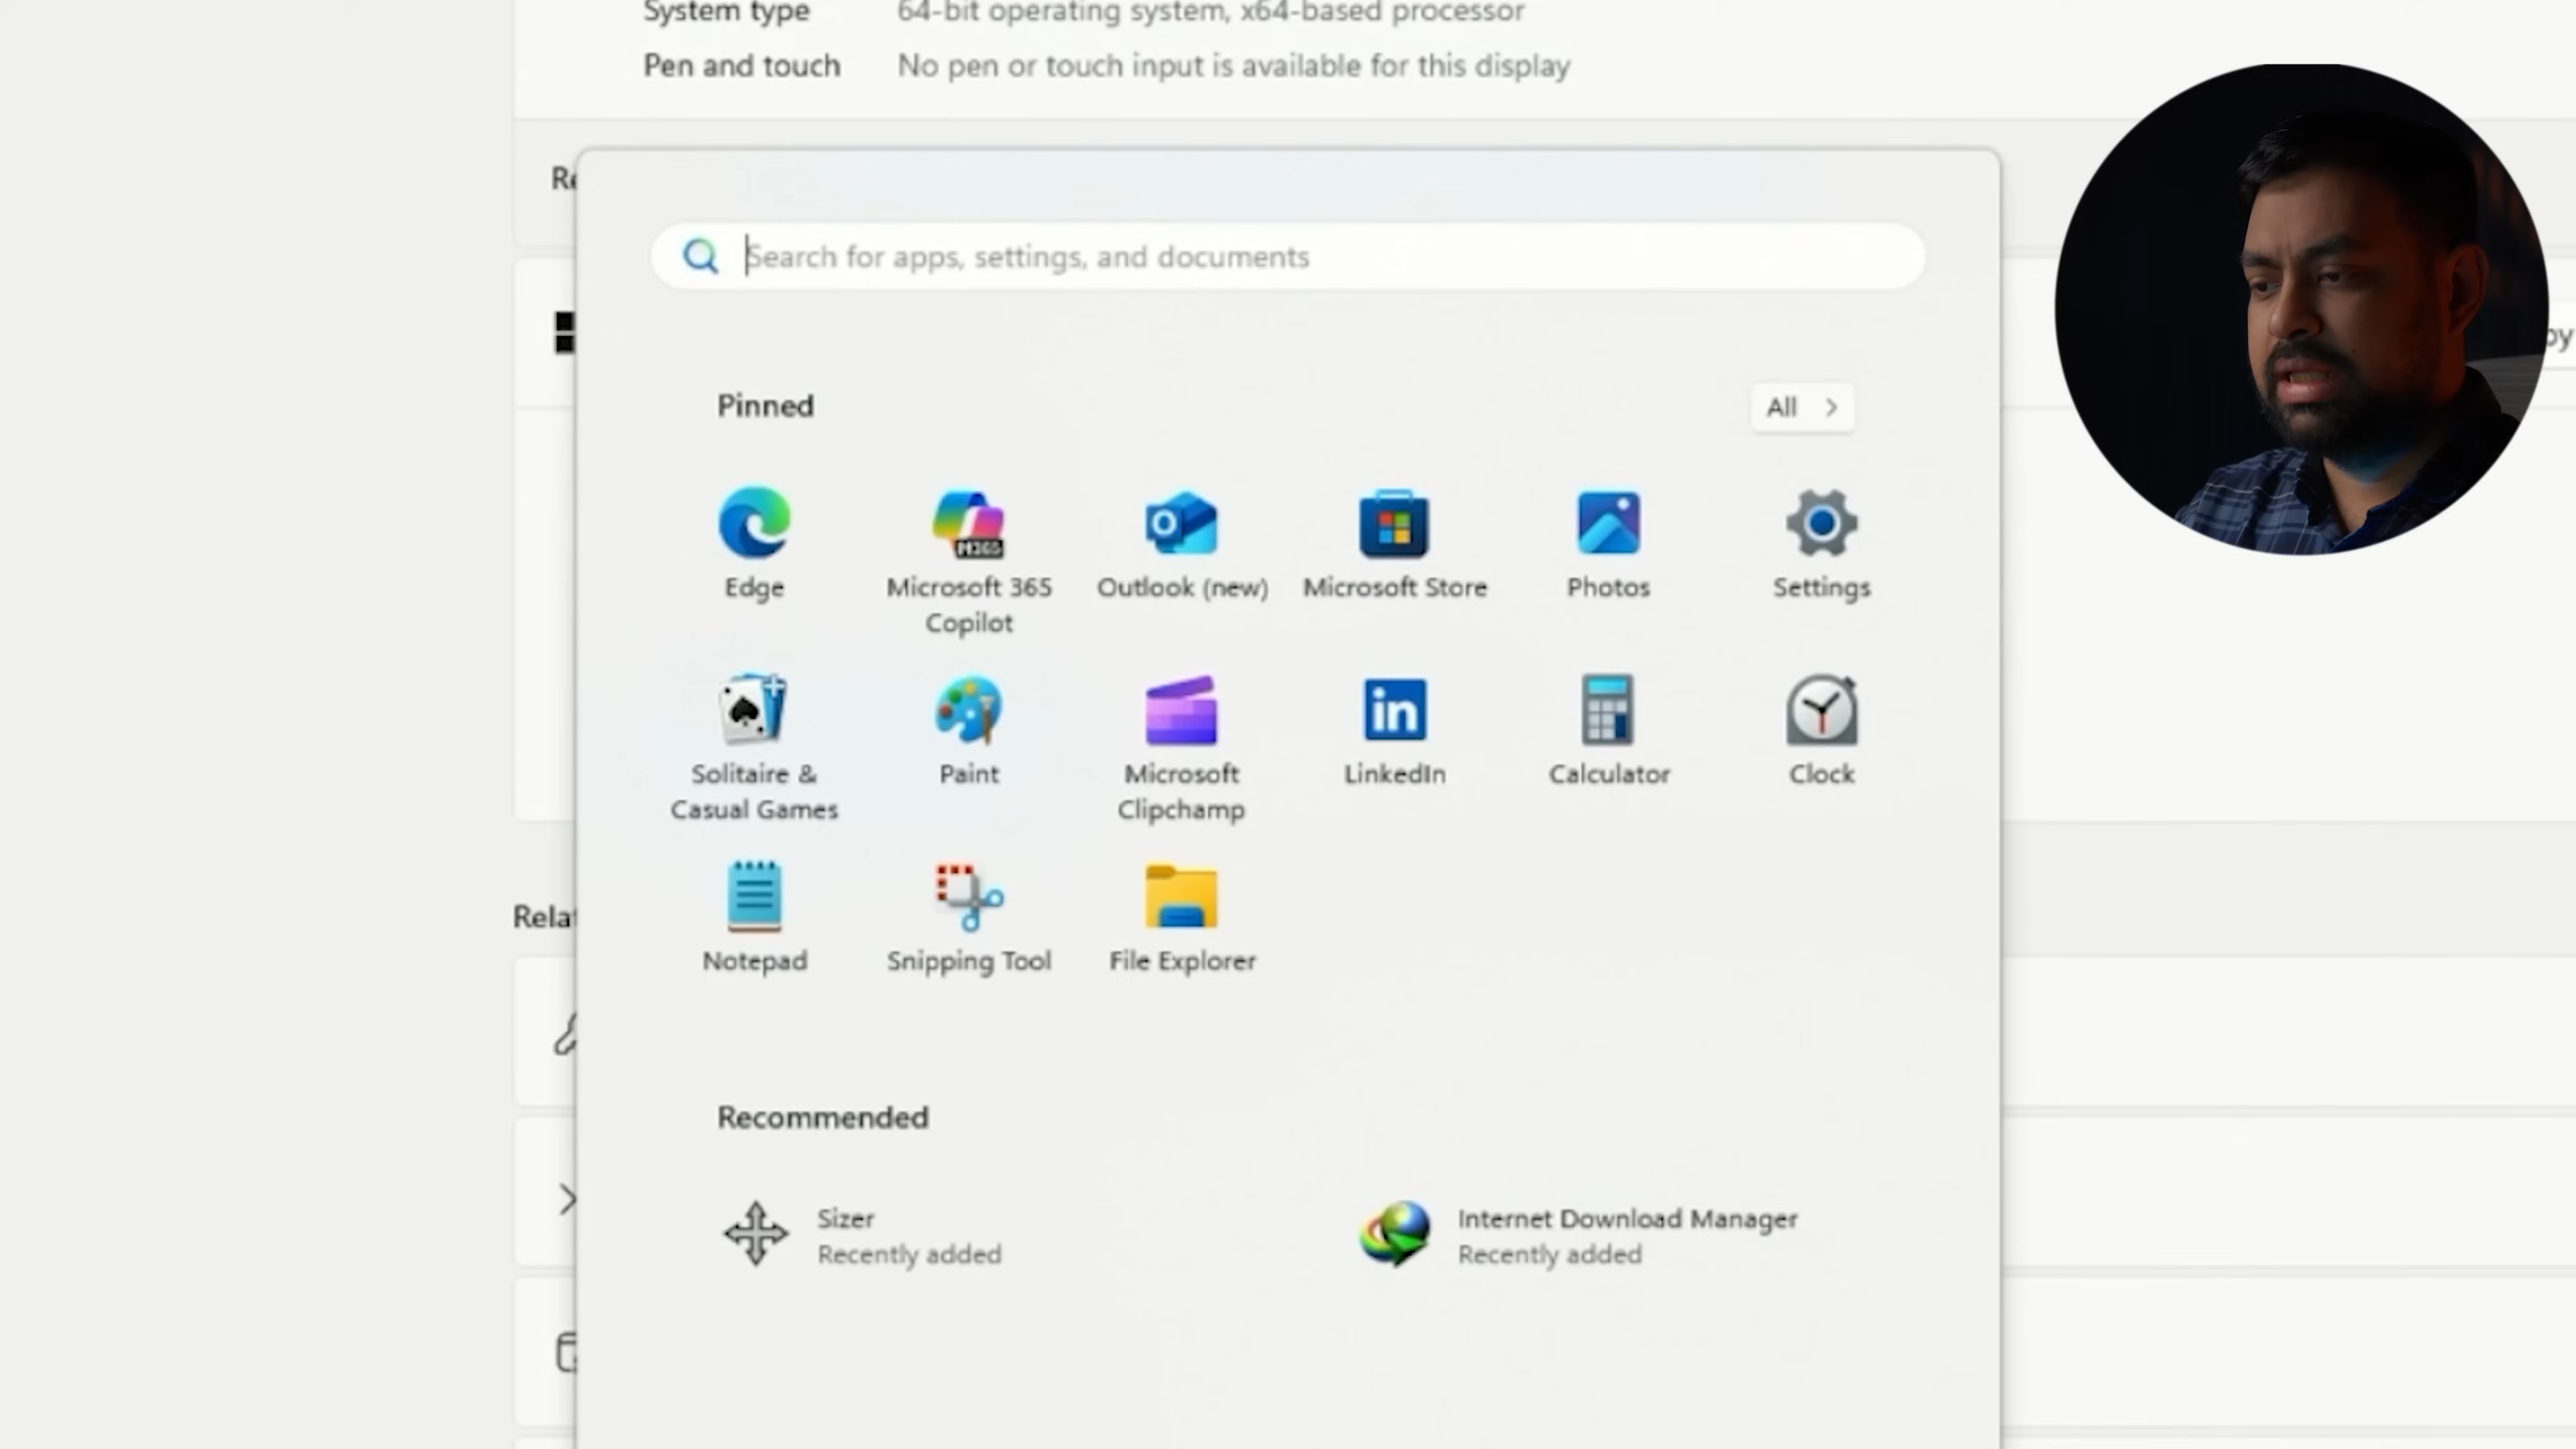 System type 64-bit operating system, x64-based processor
Pen and touch No pen or touch input is available for this display
Search for apps, settings, and documents
Pinned
All
Edge
Microsoft 365
Copilot
Outlook (new)
Microsoft Store
Photos
Settings
M365
Solitaire &
Casual Games
Paint
Microsoft
Clipchamp
LinkedIn
Calculator
Clock
in
Notepad
Snipping Tool
File Explorer
Recommended
Sizer
Recently added
Internet Download Manager
Recently added